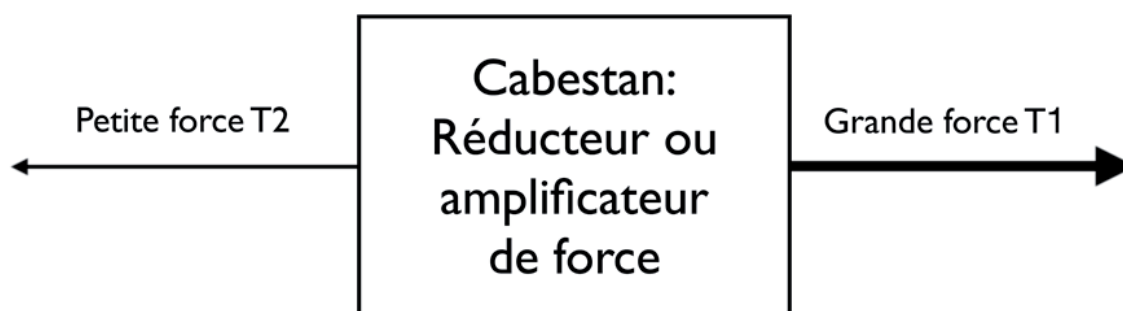 Petite force T2
Cabestan:
Réducteur ou
amplificateur
de force
Grande force T1